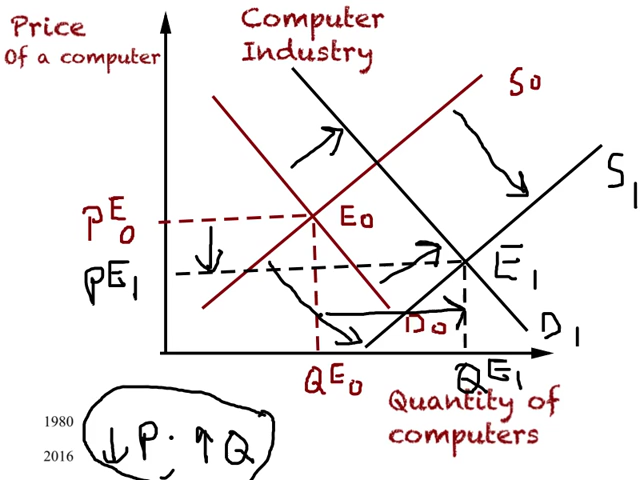 Price
Of a computer
Computer
Industry
S0
S1
PE0
E0
PE1
E1
D0
D1
QE0
QE1
Quantity of
computers
1980
2016
↓ P. ↑ Q